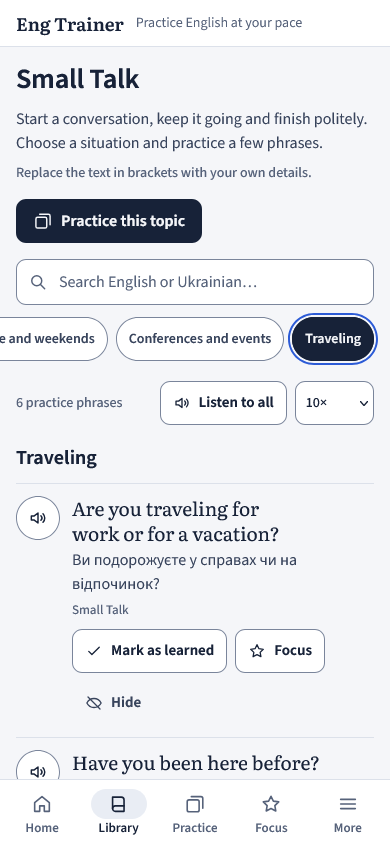 Eng Trainer Practice English at your pace
Small Talk
Start a conversation, keep it going and finish politely.
Choose a situation and practice a few phrases.
Replace the text in brackets with your own details.
Practice this topic
Search English or Ukrainian…
e and weekends Conferences and events Traveling
6 practice phrases Listen to all 10×
Traveling
Are you traveling for
work or for a vacation?
Ви подорожуєте у справах чи на
відпочинок?
Small Talk
Mark as learned Focus
Hide
Have you been here before?
Home Library Practice Focus More